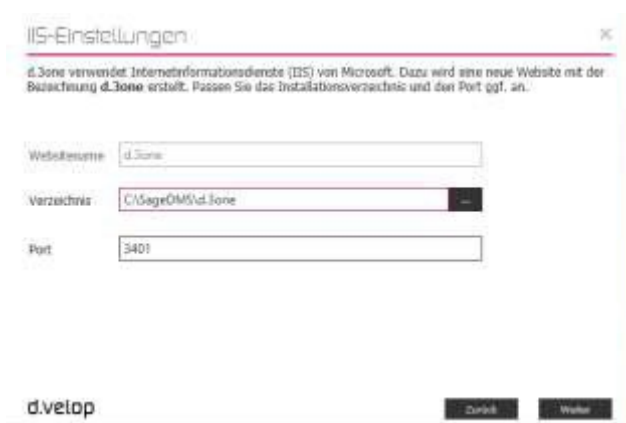 IIS-Einstellungen
d.3one verwendet Internetinformationsdienste (IIS) von Microsoft. Dazu wird eine neue Website mit der
Bezeichnung d.3one erstellt. Passen Sie das Installationsverzeichnis und den Port ggf. an.
Websitename d.3one
Verzeichnis C:\SageDMS\d.3one ...
Port 3401
d.velop Zurück Weiter